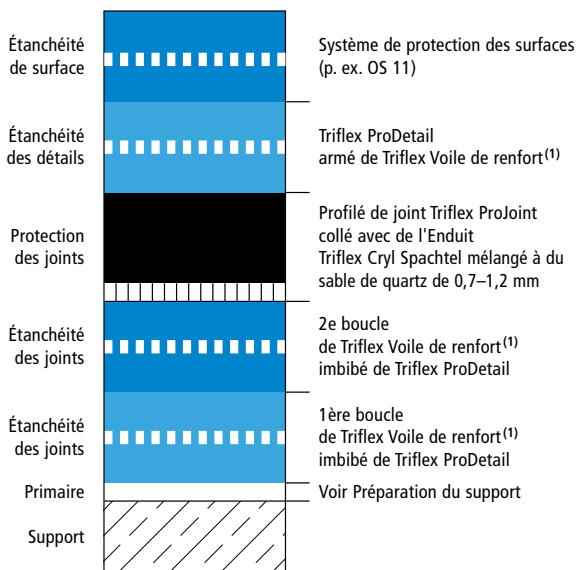 Étanchéité
de surface
Système de protection des surfaces
(p. ex. OS 11)
Étanchéité
des détails
Triflex ProDetail
armé de Triflex Voile de renfort(1)
Protection
des joints
Profilé de joint Triflex ProJoint
collé avec de l'Enduit
Triflex Cryl Spachtel mélangé à du
sable de quartz de 0,7–1,2 mm
Étanchéité
des joints
2e boucle
de Triflex Voile de renfort(1)
imbibé de Triflex ProDetail
Étanchéité
des joints
1ère boucle
de Triflex Voile de renfort(1)
imbibé de Triflex ProDetail
Primaire
Voir Préparation du support
Support